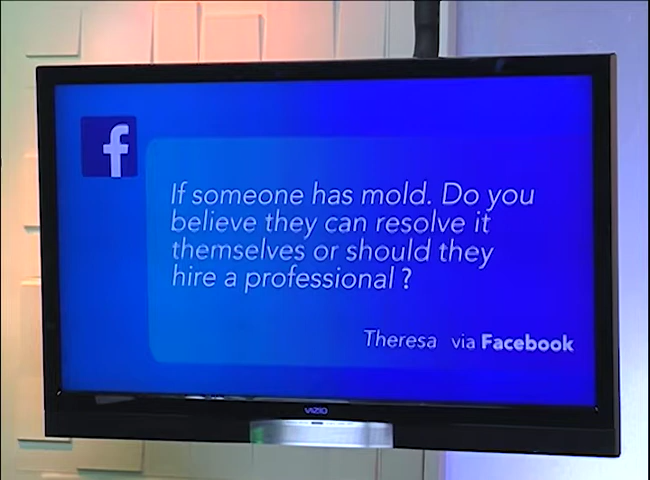 f
If someone has mold. Do you
believe they can resolve it
themselves or should they
hire a professional ?
Theresa via Facebook
VIZIO